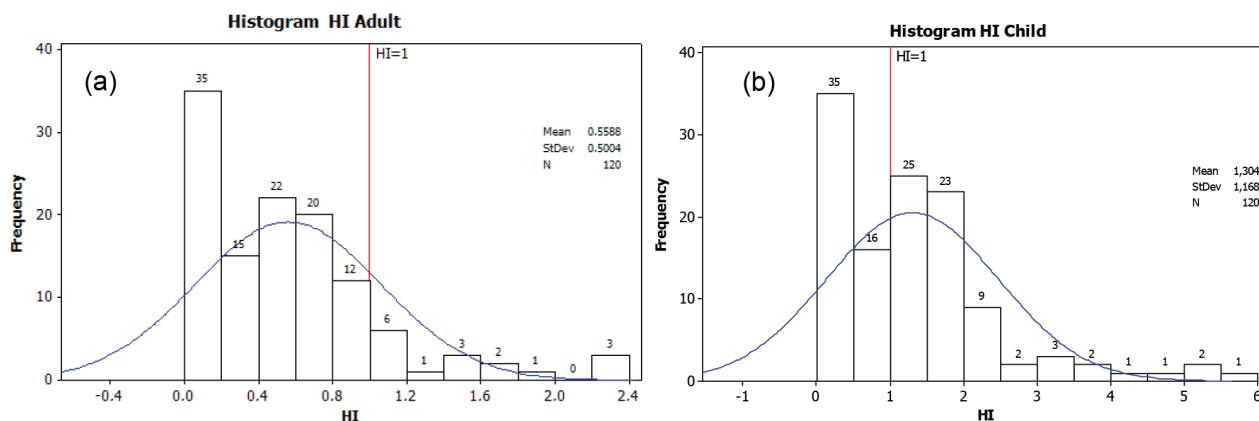 Histogram HI Adult
(a)
HI=1
40
30
20
10
0
Frequency
35
15
22
20
12
6
1
3
2
1
0
3
Mean 0.5588
StDev 0.5004
N 120
-0.4 0.0 0.4 0.8 1.2 1.6 2.0 2.4
HI
Histogram HI Child
(b)
HI=1
40
30
20
10
0
Frequency
35
16
25
23
9
2
3
2
1
1
2
1
Mean 1,304
StDev 1,168
N 120
-1 0 1 2 3 4 5 6
HI